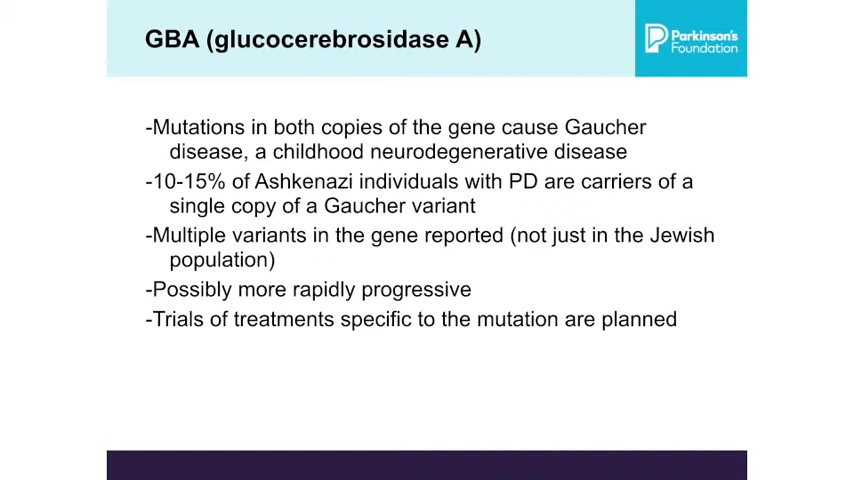 GBA (glucocerebrosidase A)
Parkinson's
Foundation
-Mutations in both copies of the gene cause Gaucher
disease, a childhood neurodegenerative disease
-10-15% of Ashkenazi individuals with PD are carriers of a
single copy of a Gaucher variant
-Multiple variants in the gene reported (not just in the Jewish
population)
-Possibly more rapidly progressive
-Trials of treatments specific to the mutation are planned